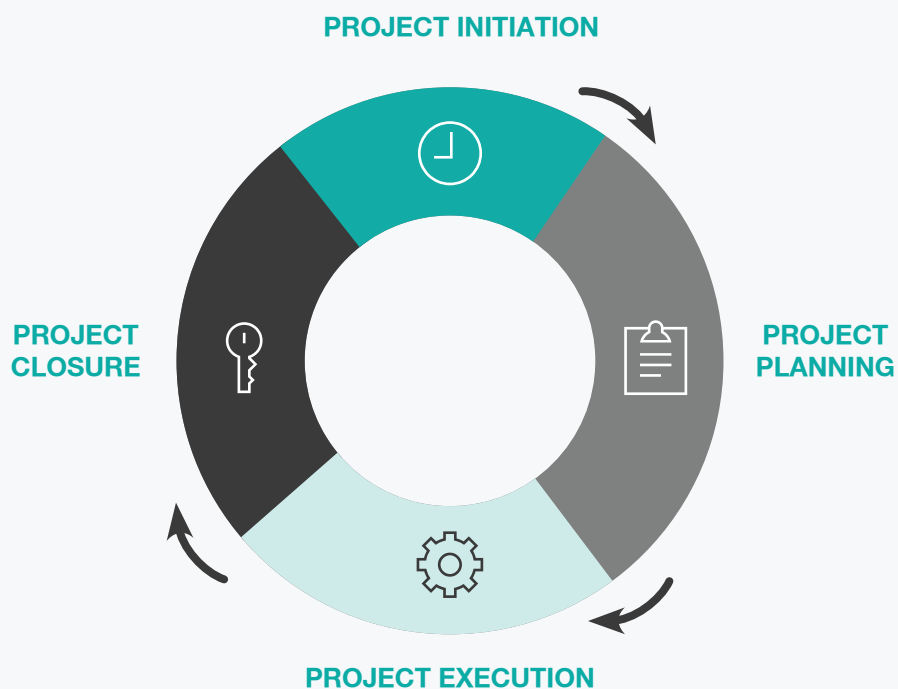 PROJECT INITIATION
PROJECT
PLANNING
PROJECT EXECUTION
PROJECT
CLOSURE